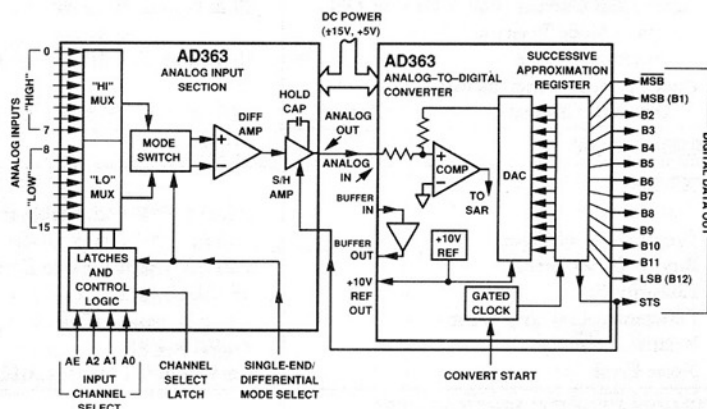 DC POWER
(±15V, +5V)
AD363
ANALOG INPUT
SECTION
0
7
8
15
ANALOG INPUTS
"HIGH"
"LOW"
"HI"
MUX
"LO"
MUX
MODE
SWITCH
DIFF
AMP
HOLD
CAP
S/H
AMP
ANALOG
OUT
ANALOG
IN
LATCHES
AND
CONTROL
LOGIC
AE A2 A1 A0
INPUT
CHANNEL
SELECT
CHANNEL
SELECT
LATCH
SINGLE-END/
DIFFERENTIAL
MODE SELECT
AD363
ANALOG–TO–DIGITAL
CONVERTER
SUCCESSIVE
APPROXIMATION
REGISTER
COMP
TO
SAR
DAC
BUFFER
IN
BUFFER
OUT
+10V
REF
+10V
REF
OUT
GATED
CLOCK
CONVERT START
MSB
MSB (B1)
B2
B3
B4
B5
B6
B7
B8
B9
B10
B11
LSB (B12)
STS